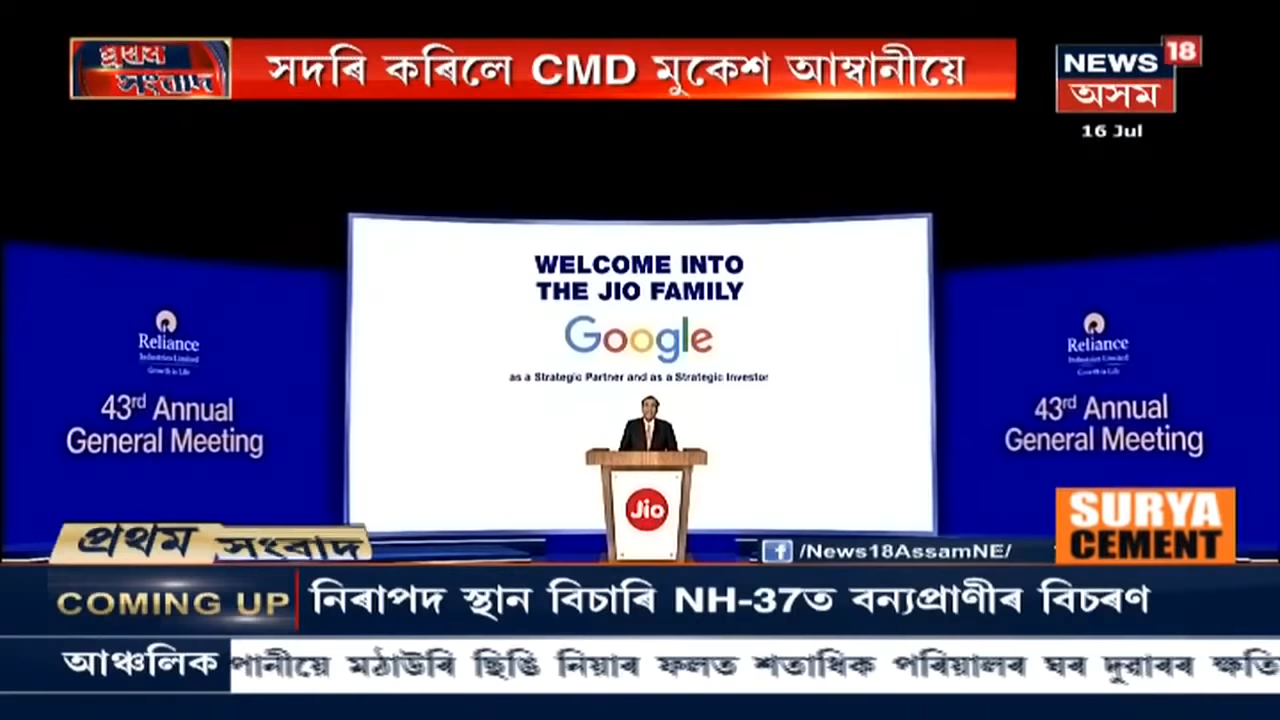 প্ৰথম
সংবাদ
সদৰি কৰিলে CMD মুকেশ আম্বানীয়ে
NEWS 18
অসম
16 Jul
WELCOME INTO
THE JIO FAMILY
Google
as a Strategic Partner and as a Strategic Investor
Reliance
Industries Limited
Growth is Life
43rd Annual
General Meeting
Reliance
Industries Limited
Growth is Life
43rd Annual
General Meeting
Jio
SURYA
CEMENT
প্ৰথম সংবাদ
/News18AssamNE/
COMING UP
নিৰাপদ স্থান বিচাৰি NH-37ত বন্যপ্ৰাণীৰ বিচৰণ
আঞ্চলিক
পানীয়ে মঠাউৰি ছিঙি নিয়াৰ ফলত শতাধিক পৰিয়ালৰ ঘৰ দুৱাৰৰ ক্ষতি